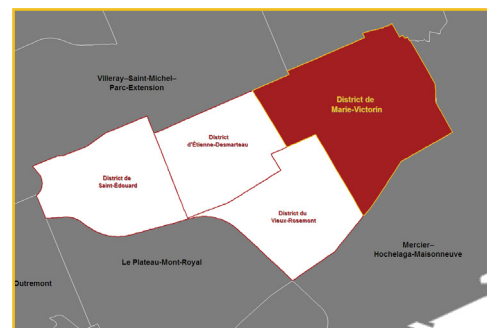 Villeray–Saint-Michel–
Parc-Extension
District de
Marie-Victorin
District
d'Étienne-Desmarteau
District de
Saint-Édouard
District du
Vieux-Rosemont
Mercier–
Hochelaga-Maisonneuve
Le Plateau-Mont-Royal
Outremont